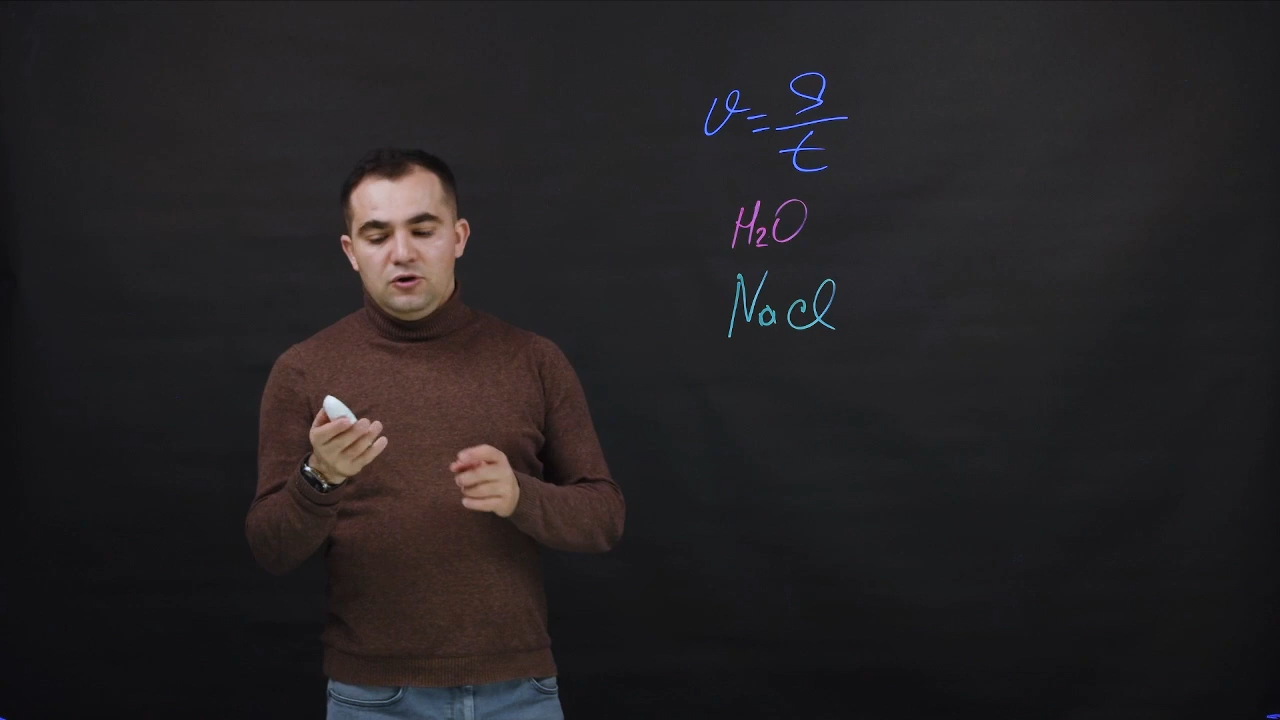 v = S/t
H₂O
NaCl